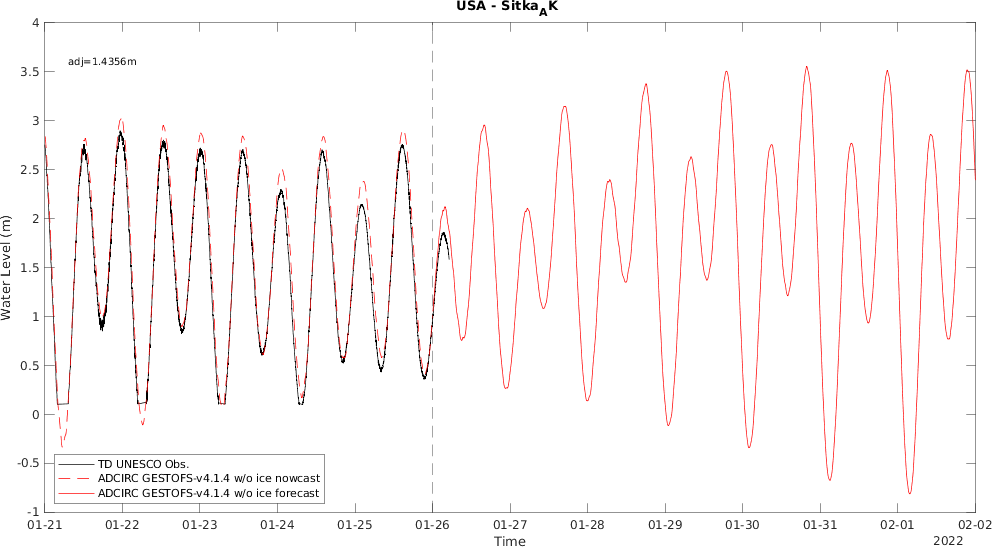 USA - Sitka_AK
4
3.5
3
2.5
2
1.5
1
0.5
0
-0.5
-1
Water Level (m)
adj=1.4356m
TD UNESCO Obs.
ADCIRC GESTOFS-v4.1.4 w/o ice nowcast
ADCIRC GESTOFS-v4.1.4 w/o ice forecast
01-21 01-22 01-23 01-24 01-25 01-26 01-27 01-28 01-29 01-30 01-31 02-01 02-02
Time
2022